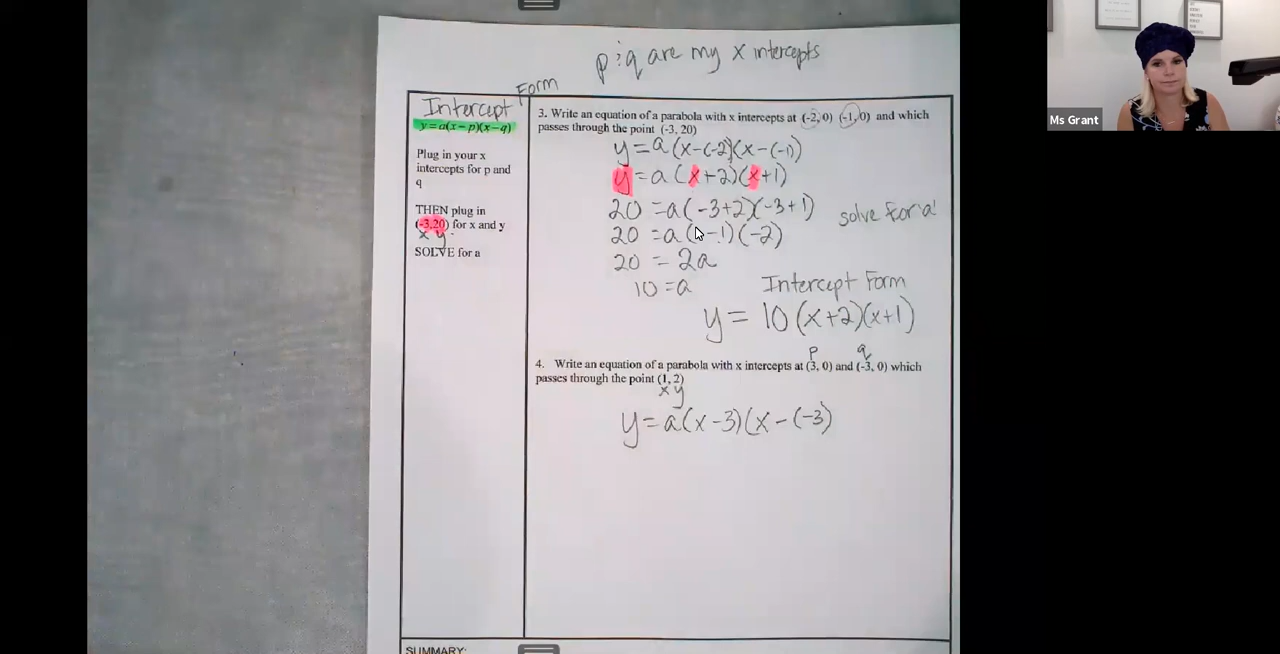 p & q are my x intercepts
Intercept Form
y = a(x − p)(x − q)
Plug in your x
intercepts for p and
q
THEN plug in
(-3,20) for x and y
x y
SOLVE for a
3. Write an equation of a parabola with x intercepts at (-2, 0) (-1, 0) and which
passes through the point (-3, 20)
y = a (x-(-2)(x-(-1)
y = a (x+2)(x+1)
20 = a(-3+2)(-3+1)
solve for 'a'
20 = a (-1)(-2)
20 = 2a
10 = a
Intercept Form
y = 10 (x+2)(x+1)
p q
4. Write an equation of a parabola with x intercepts at (3, 0) and (-3, 0) which
passes through the point (1, 2)
x y
y = a(x-3)(x-(-3)
SUMMARY:
Ms Grant